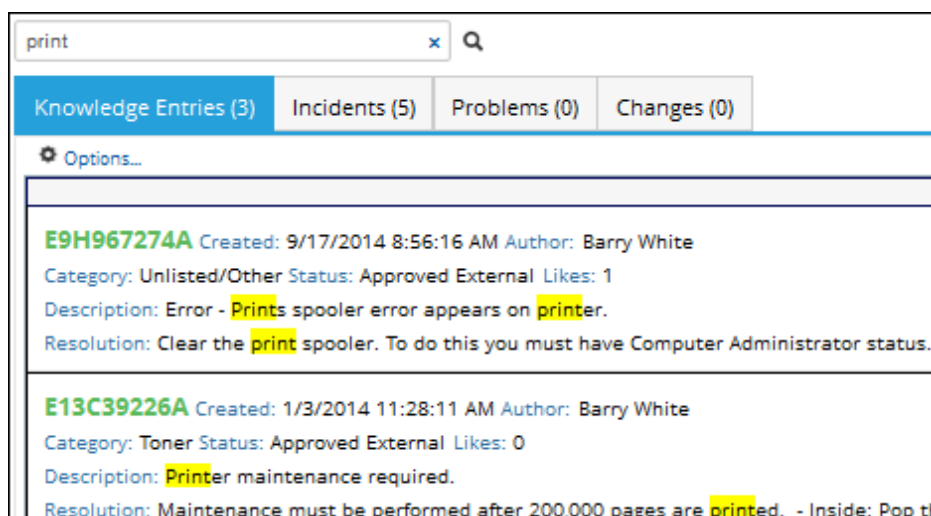 print
Knowledge Entries (3) Incidents (5) Problems (0) Changes (0)
Options...
E9H967274A Created: 9/17/2014 8:56:16 AM Author: Barry White
Category: Unlisted/Other Status: Approved External Likes: 1
Description: Error - Prints spooler error appears on printer.
Resolution: Clear the print spooler. To do this you must have Computer Administrator status.
E13C39226A Created: 1/3/2014 11:28:11 AM Author: Barry White
Category: Toner Status: Approved External Likes: 0
Description: Printer maintenance required.
Resolution: Maintenance must be performed after 200,000 pages are printed. - Inside: Pop